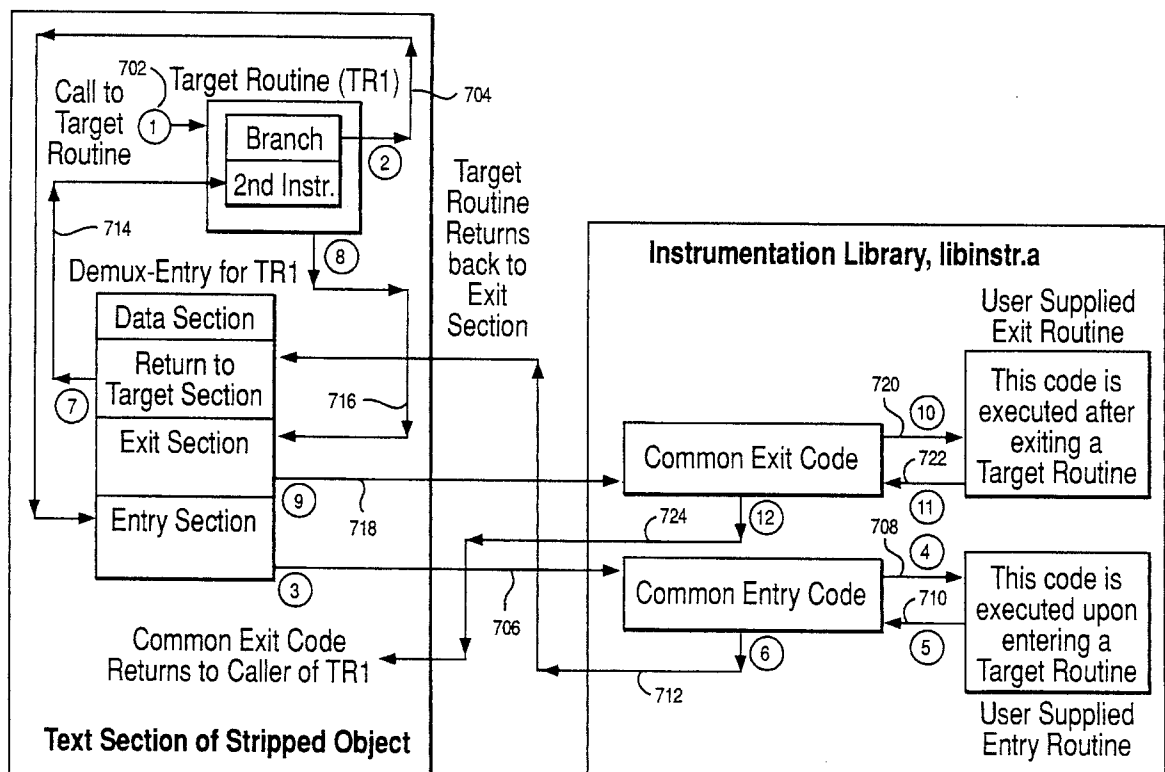 702
Target Routine (TR1)
704
Call to
Target
Routine
1
Branch
2
2nd Instr.
714
8
Target
Routine
Returns
back to
Exit
Section
Demux-Entry for TR1
Data Section
Return to
Target Section
7
716
Exit Section
9
718
Entry Section
3
706
Common Exit Code
Returns to Caller of TR1
Text Section of Stripped Object
Instrumentation Library, libinstr.a
User Supplied
Exit Routine
This code is
executed after
exiting a
Target Routine
720
10
Common Exit Code
722
11
12
724
708
4
Common Entry Code
710
5
6
712
This code is
executed upon
entering a
Target Routine
User Supplied
Entry Routine